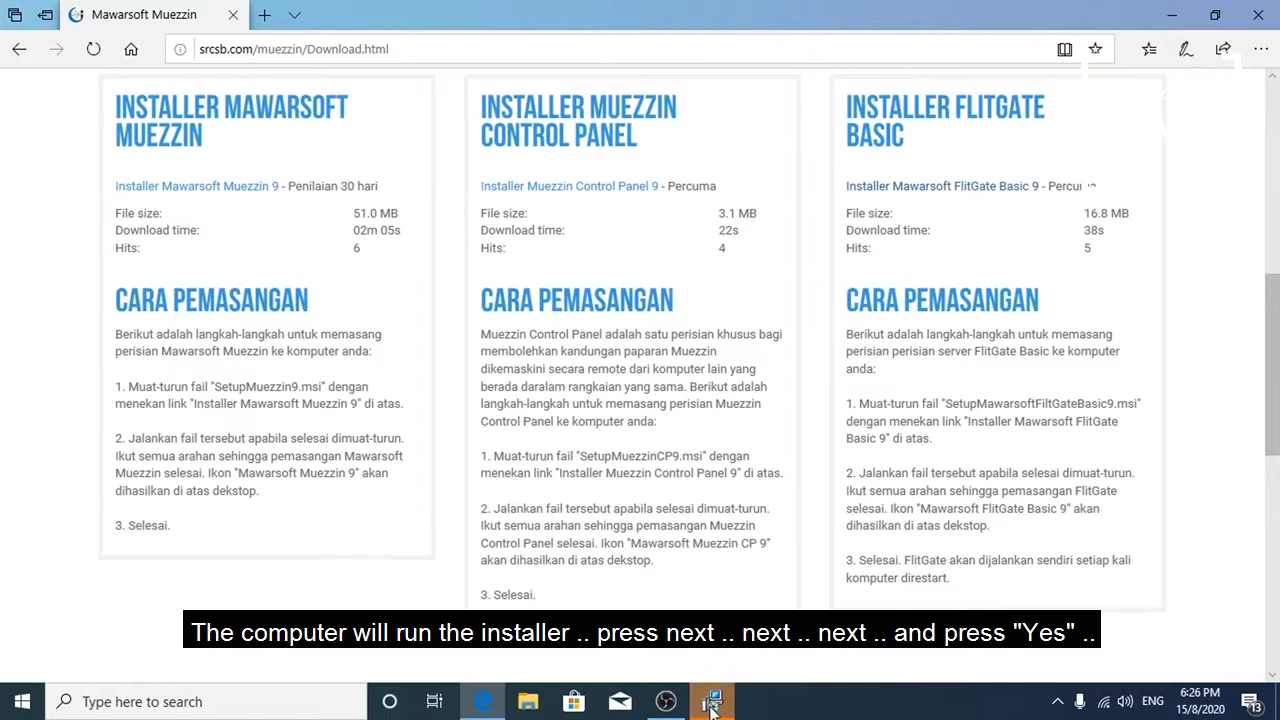 Mawarsoft Muezzin
srcsb.com/muezzin/Download.html
INSTALLER MAWARSOFT
MUEZZIN
Installer Mawarsoft Muezzin 9 - Penilaian 30 hari
File size: 51.0 MB
Download time: 02m 05s
Hits: 6
CARA PEMASANGAN
Berikut adalah langkah-langkah untuk memasang
perisian Mawarsoft Muezzin ke komputer anda:
1. Muat-turun fail "SetupMuezzin9.msi" dengan
menekan link "Installer Mawarsoft Muezzin 9" di atas.
2. Jalankan fail tersebut apabila selesai dimuat-turun.
Ikut semua arahan sehingga pemasangan Mawarsoft
Muezzin selesai. Ikon "Mawarsoft Muezzin 9" akan
dihasilkan di atas dekstop.
3. Selesai.
INSTALLER MUEZZIN
CONTROL PANEL
Installer Muezzin Control Panel 9 - Percuma
File size: 3.1 MB
Download time: 22s
Hits: 4
CARA PEMASANGAN
Muezzin Control Panel adalah satu perisian khusus bagi
membolehkan kandungan paparan Muezzin
dikemaskini secara remote dari komputer lain yang
berada daralam rangkaian yang sama. Berikut adalah
langkah-langkah untuk memasang perisian Muezzin
Control Panel ke komputer anda:
1. Muat-turun fail "SetupMuezzinCP9.msi" dengan
menekan link "Installer Muezzin Control Panel 9" di atas.
2. Jalankan fail tersebut apabila selesai dimuat-turun.
Ikut semua arahan sehingga pemasangan Muezzin
Control Panel selesai. Ikon "Mawarsoft Muezzin CP 9"
akan dihasilkan di atas dekstop.
3. Selesai.
INSTALLER FLITGATE
BASIC
Installer Mawarsoft FlitGate Basic 9 -
File size: 16.8 MB
Download time: 38s
Hits: 5
CARA PEMASANGAN
Berikut adalah langkah-langkah untuk memasang
perisian perisian server FlitGate Basic ke komputer
anda:
1. Muat-turun fail "SetupMawarsoftFiltGateBasic9.msi"
dengan menekan link "Installer Mawarsoft FlitGate
Basic 9" di atas.
2. Jalankan fail tersebut apabila selesai dimuat-turun.
Ikut semua arahan sehingga pemasangan FlitGate
selesai. Ikon "Mawarsoft FlitGate Basic 9" akan
dihasilkan di atas dekstop.
3. Selesai. FlitGate akan dijalankan sendiri setiap kali
komputer direstart.
The computer will run the installer .. press next .. next .. next .. and press "Yes" ..
Type here to search
ENG
6:26 PM
15/8/2020
13